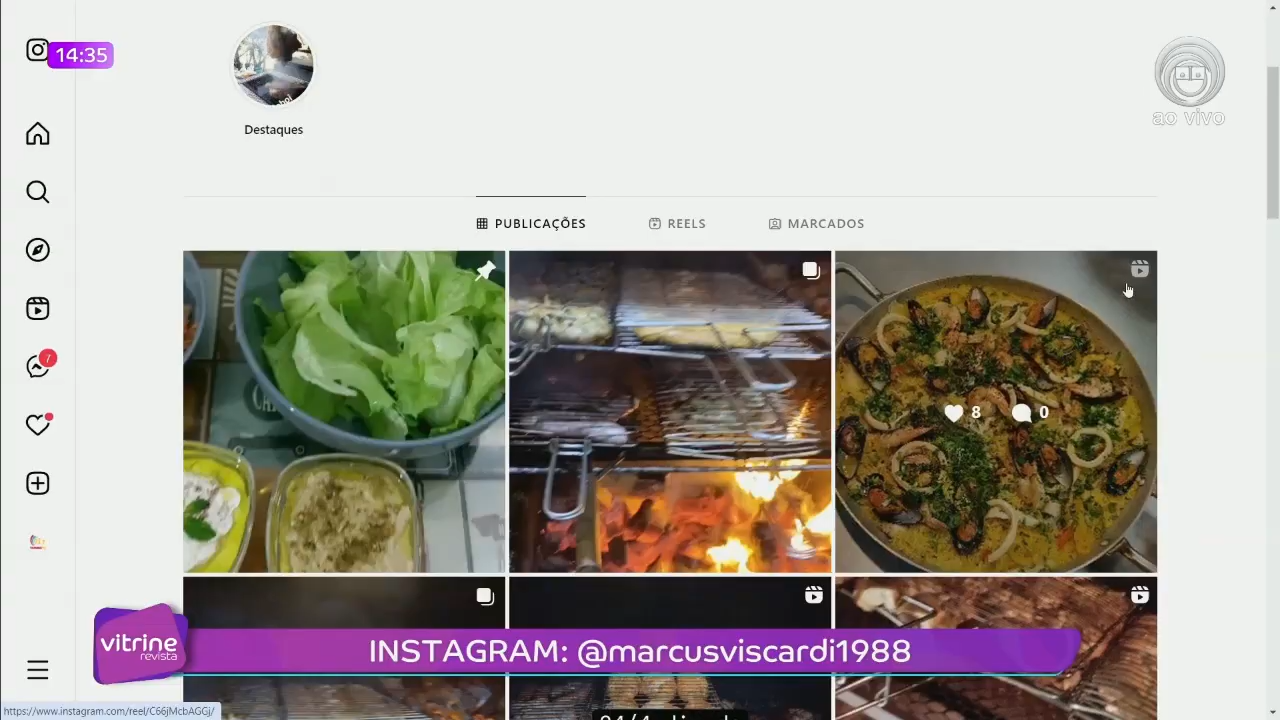 14:35
ao vivo
Destaques
PUBLICAÇÕES
REELS
MARCADOS
7
8
0
vitrine
revista
INSTAGRAM: @marcusviscardi1988
https://www.instagram.com/reel/C66jMcbAGGj/